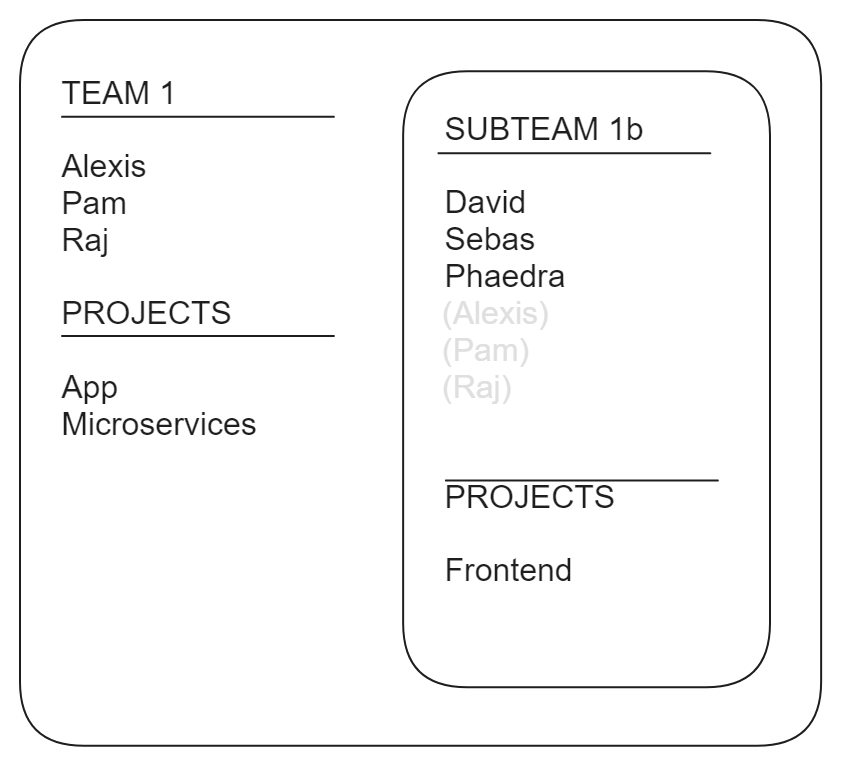 TEAM 1
Alexis
Pam
Raj
PROJECTS
App
Microservices
SUBTEAM 1b
David
Sebas
Phaedra
(Alexis)
(Pam)
(Raj)
PROJECTS
Frontend